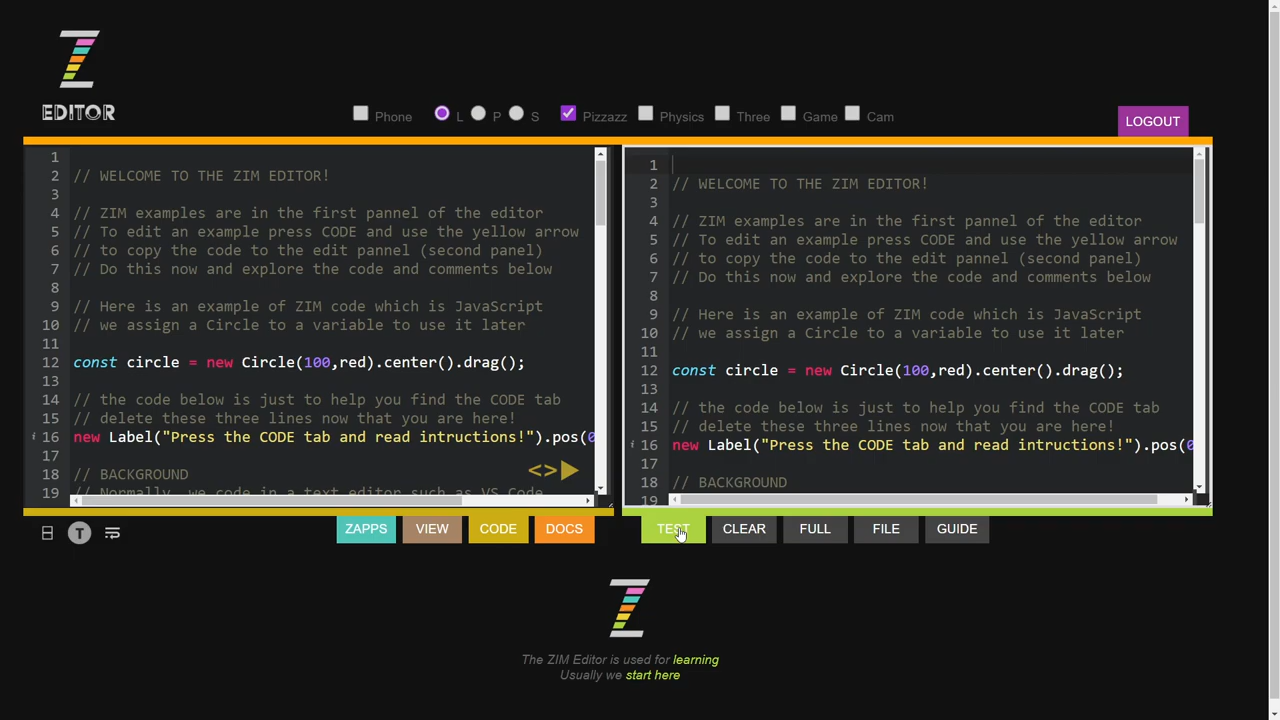 EDITOR
Phone L P S Pizzazz Physics Three Game Cam
LOGOUT
1
2 // WELCOME TO THE ZIM EDITOR!
3
4 // ZIM examples are in the first pannel of the editor
5 // To edit an example press CODE and use the yellow arrow
6 // to copy the code to the edit pannel (second panel)
7 // Do this now and explore the code and comments below
8
9 // Here is an example of ZIM code which is JavaScript
10 // we assign a Circle to a variable to use it later
11
12 const circle = new Circle(100,red).center().drag();
13
14 // the code below is just to help you find the CODE tab
15 // delete these three lines now that you are here!
i 16 new Label("Press the CODE tab and read intructions!").pos(0
17
18 // BACKGROUND
19 // Normally, we code in a text editor such as VS Code
<>
1
2 // WELCOME TO THE ZIM EDITOR!
3
4 // ZIM examples are in the first pannel of the editor
5 // To edit an example press CODE and use the yellow arrow
6 // to copy the code to the edit pannel (second panel)
7 // Do this now and explore the code and comments below
8
9 // Here is an example of ZIM code which is JavaScript
10 // we assign a Circle to a variable to use it later
11
12 const circle = new Circle(100,red).center().drag();
13
14 // the code below is just to help you find the CODE tab
15 // delete these three lines now that you are here!
i 16 new Label("Press the CODE tab and read intructions!").pos(0
17
18 // BACKGROUND
19
T
ZAPPS VIEW CODE DOCS
TEST CLEAR FULL FILE GUIDE
The ZIM Editor is used for learning
Usually we start here